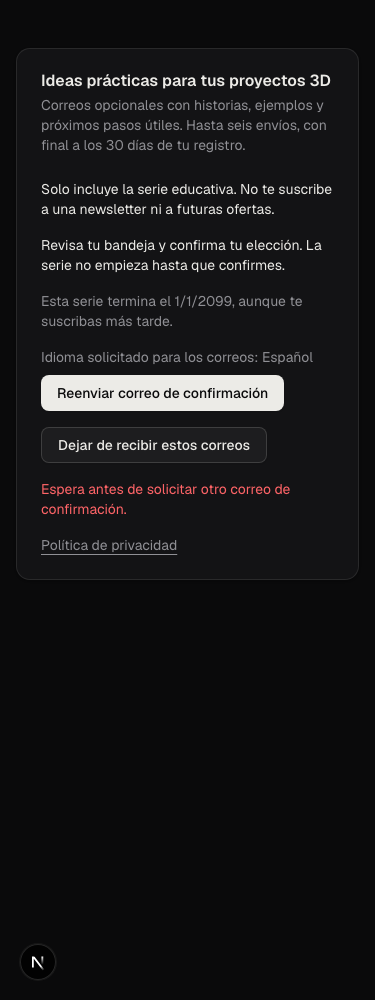 Ideas prácticas para tus proyectos 3D
Correos opcionales con historias, ejemplos y
próximos pasos útiles. Hasta seis envíos, con
final a los 30 días de tu registro.
Solo incluye la serie educativa. No te suscribe
a una newsletter ni a futuras ofertas.
Revisa tu bandeja y confirma tu elección. La
serie no empieza hasta que confirmes.
Esta serie termina el 1/1/2099, aunque te
suscribas más tarde.
Idioma solicitado para los correos: Español
Reenviar correo de confirmación
Dejar de recibir estos correos
Espera antes de solicitar otro correo de
confirmación.
Política de privacidad
N